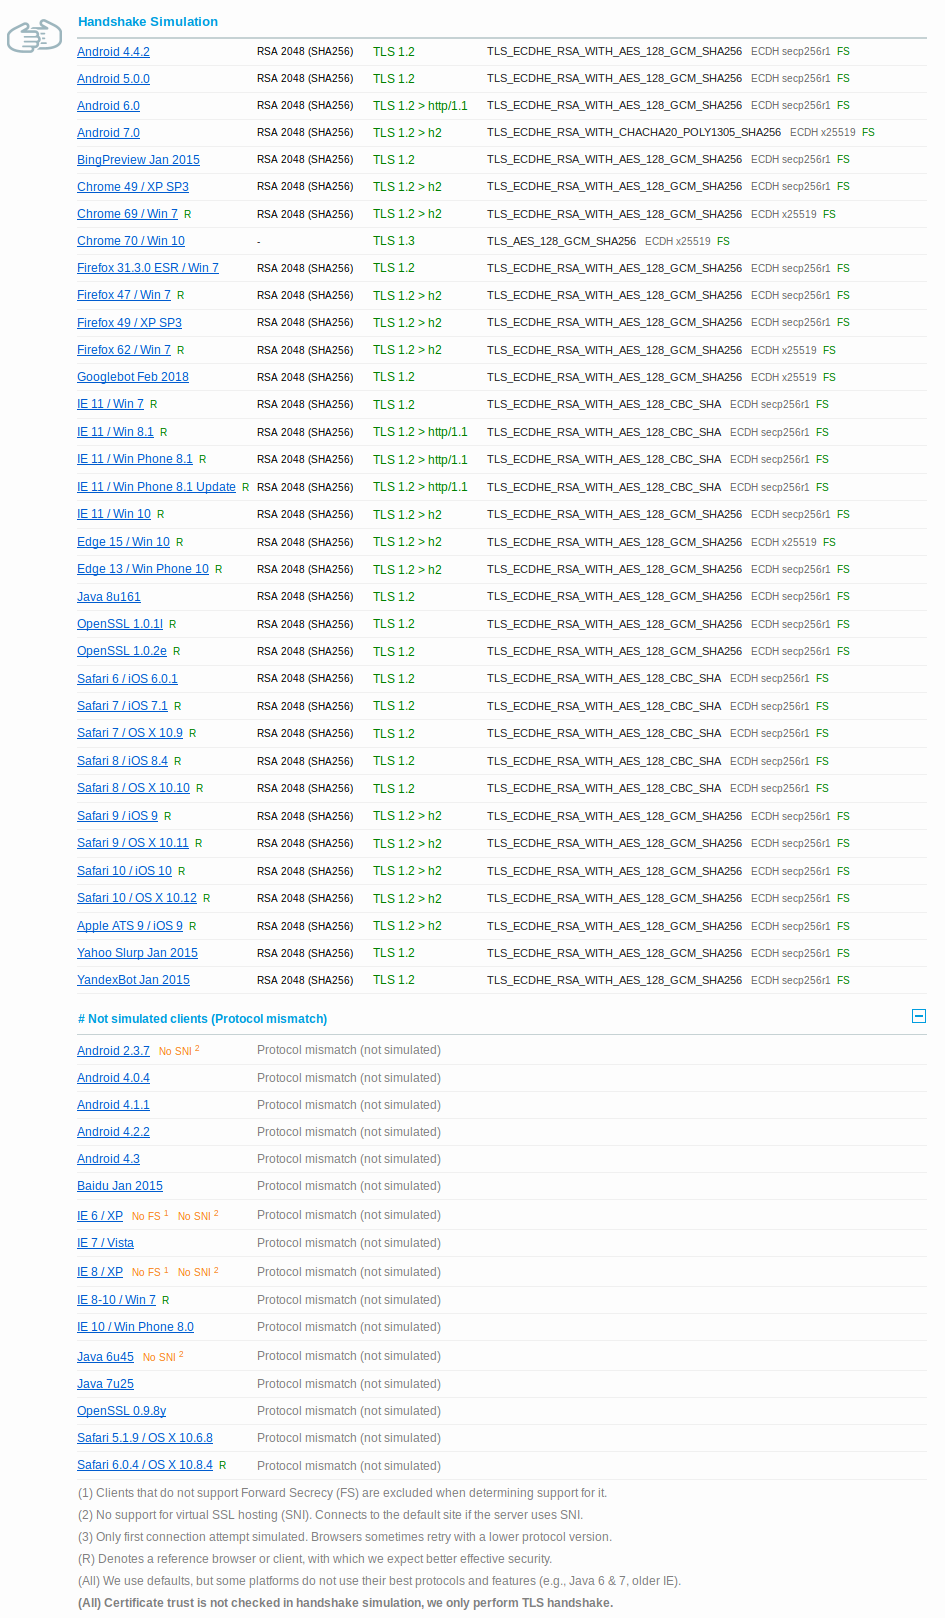 Handshake Simulation
Android 4.4.2 RSA 2048 (SHA256) TLS 1.2 TLS_ECDHE_RSA_WITH_AES_128_GCM_SHA256 ECDH secp256r1 FS
Android 5.0.0 RSA 2048 (SHA256) TLS 1.2 TLS_ECDHE_RSA_WITH_AES_128_GCM_SHA256 ECDH secp256r1 FS
Android 6.0 RSA 2048 (SHA256) TLS 1.2 > http/1.1 TLS_ECDHE_RSA_WITH_AES_128_GCM_SHA256 ECDH secp256r1 FS
Android 7.0 RSA 2048 (SHA256) TLS 1.2 > h2 TLS_ECDHE_RSA_WITH_CHACHA20_POLY1305_SHA256 ECDH x25519 FS
BingPreview Jan 2015 RSA 2048 (SHA256) TLS 1.2 TLS_ECDHE_RSA_WITH_AES_128_GCM_SHA256 ECDH secp256r1 FS
Chrome 49 / XP SP3 RSA 2048 (SHA256) TLS 1.2 > h2 TLS_ECDHE_RSA_WITH_AES_128_GCM_SHA256 ECDH secp256r1 FS
Chrome 69 / Win 7 R RSA 2048 (SHA256) TLS 1.2 > h2 TLS_ECDHE_RSA_WITH_AES_128_GCM_SHA256 ECDH x25519 FS
Chrome 70 / Win 10 - TLS 1.3 TLS_AES_128_GCM_SHA256 ECDH x25519 FS
Firefox 31.3.0 ESR / Win 7 RSA 2048 (SHA256) TLS 1.2 TLS_ECDHE_RSA_WITH_AES_128_GCM_SHA256 ECDH secp256r1 FS
Firefox 47 / Win 7 R RSA 2048 (SHA256) TLS 1.2 > h2 TLS_ECDHE_RSA_WITH_AES_128_GCM_SHA256 ECDH secp256r1 FS
Firefox 49 / XP SP3 RSA 2048 (SHA256) TLS 1.2 > h2 TLS_ECDHE_RSA_WITH_AES_128_GCM_SHA256 ECDH secp256r1 FS
Firefox 62 / Win 7 R RSA 2048 (SHA256) TLS 1.2 > h2 TLS_ECDHE_RSA_WITH_AES_128_GCM_SHA256 ECDH x25519 FS
Googlebot Feb 2018 RSA 2048 (SHA256) TLS 1.2 TLS_ECDHE_RSA_WITH_AES_128_GCM_SHA256 ECDH x25519 FS
IE 11 / Win 7 R RSA 2048 (SHA256) TLS 1.2 TLS_ECDHE_RSA_WITH_AES_128_CBC_SHA ECDH secp256r1 FS
IE 11 / Win 8.1 R RSA 2048 (SHA256) TLS 1.2 > http/1.1 TLS_ECDHE_RSA_WITH_AES_128_CBC_SHA ECDH secp256r1 FS
IE 11 / Win Phone 8.1 R RSA 2048 (SHA256) TLS 1.2 > http/1.1 TLS_ECDHE_RSA_WITH_AES_128_CBC_SHA ECDH secp256r1 FS
IE 11 / Win Phone 8.1 Update R RSA 2048 (SHA256) TLS 1.2 > http/1.1 TLS_ECDHE_RSA_WITH_AES_128_CBC_SHA ECDH secp256r1 FS
IE 11 / Win 10 R RSA 2048 (SHA256) TLS 1.2 > h2 TLS_ECDHE_RSA_WITH_AES_128_GCM_SHA256 ECDH secp256r1 FS
Edge 15 / Win 10 R RSA 2048 (SHA256) TLS 1.2 > h2 TLS_ECDHE_RSA_WITH_AES_128_GCM_SHA256 ECDH x25519 FS
Edge 13 / Win Phone 10 R RSA 2048 (SHA256) TLS 1.2 > h2 TLS_ECDHE_RSA_WITH_AES_128_GCM_SHA256 ECDH secp256r1 FS
Java 8u161 RSA 2048 (SHA256) TLS 1.2 TLS_ECDHE_RSA_WITH_AES_128_GCM_SHA256 ECDH secp256r1 FS
OpenSSL 1.0.1l R RSA 2048 (SHA256) TLS 1.2 TLS_ECDHE_RSA_WITH_AES_128_GCM_SHA256 ECDH secp256r1 FS
OpenSSL 1.0.2e R RSA 2048 (SHA256) TLS 1.2 TLS_ECDHE_RSA_WITH_AES_128_GCM_SHA256 ECDH secp256r1 FS
Safari 6 / iOS 6.0.1 RSA 2048 (SHA256) TLS 1.2 TLS_ECDHE_RSA_WITH_AES_128_CBC_SHA ECDH secp256r1 FS
Safari 7 / iOS 7.1 R RSA 2048 (SHA256) TLS 1.2 TLS_ECDHE_RSA_WITH_AES_128_CBC_SHA ECDH secp256r1 FS
Safari 7 / OS X 10.9 R RSA 2048 (SHA256) TLS 1.2 TLS_ECDHE_RSA_WITH_AES_128_CBC_SHA ECDH secp256r1 FS
Safari 8 / iOS 8.4 R RSA 2048 (SHA256) TLS 1.2 TLS_ECDHE_RSA_WITH_AES_128_CBC_SHA ECDH secp256r1 FS
Safari 8 / OS X 10.10 R RSA 2048 (SHA256) TLS 1.2 TLS_ECDHE_RSA_WITH_AES_128_CBC_SHA ECDH secp256r1 FS
Safari 9 / iOS 9 R RSA 2048 (SHA256) TLS 1.2 > h2 TLS_ECDHE_RSA_WITH_AES_128_GCM_SHA256 ECDH secp256r1 FS
Safari 9 / OS X 10.11 R RSA 2048 (SHA256) TLS 1.2 > h2 TLS_ECDHE_RSA_WITH_AES_128_GCM_SHA256 ECDH secp256r1 FS
Safari 10 / iOS 10 R RSA 2048 (SHA256) TLS 1.2 > h2 TLS_ECDHE_RSA_WITH_AES_128_GCM_SHA256 ECDH secp256r1 FS
Safari 10 / OS X 10.12 R RSA 2048 (SHA256) TLS 1.2 > h2 TLS_ECDHE_RSA_WITH_AES_128_GCM_SHA256 ECDH secp256r1 FS
Apple ATS 9 / iOS 9 R RSA 2048 (SHA256) TLS 1.2 > h2 TLS_ECDHE_RSA_WITH_AES_128_GCM_SHA256 ECDH secp256r1 FS
Yahoo Slurp Jan 2015 RSA 2048 (SHA256) TLS 1.2 TLS_ECDHE_RSA_WITH_AES_128_GCM_SHA256 ECDH secp256r1 FS
YandexBot Jan 2015 RSA 2048 (SHA256) TLS 1.2 TLS_ECDHE_RSA_WITH_AES_128_GCM_SHA256 ECDH secp256r1 FS
# Not simulated clients (Protocol mismatch)
Android 2.3.7 No SNI 2 Protocol mismatch (not simulated)
Android 4.0.4 Protocol mismatch (not simulated)
Android 4.1.1 Protocol mismatch (not simulated)
Android 4.2.2 Protocol mismatch (not simulated)
Android 4.3 Protocol mismatch (not simulated)
Baidu Jan 2015 Protocol mismatch (not simulated)
IE 6 / XP No FS 1 No SNI 2 Protocol mismatch (not simulated)
IE 7 / Vista Protocol mismatch (not simulated)
IE 8 / XP No FS 1 No SNI 2 Protocol mismatch (not simulated)
IE 8-10 / Win 7 R Protocol mismatch (not simulated)
IE 10 / Win Phone 8.0 Protocol mismatch (not simulated)
Java 6u45 No SNI 2 Protocol mismatch (not simulated)
Java 7u25 Protocol mismatch (not simulated)
OpenSSL 0.9.8y Protocol mismatch (not simulated)
Safari 5.1.9 / OS X 10.6.8 Protocol mismatch (not simulated)
Safari 6.0.4 / OS X 10.8.4 R Protocol mismatch (not simulated)
(1) Clients that do not support Forward Secrecy (FS) are excluded when determining support for it.
(2) No support for virtual SSL hosting (SNI). Connects to the default site if the server uses SNI.
(3) Only first connection attempt simulated. Browsers sometimes retry with a lower protocol version.
(R) Denotes a reference browser or client, with which we expect better effective security.
(All) We use defaults, but some platforms do not use their best protocols and features (e.g., Java 6 & 7, older IE).
(All) Certificate trust is not checked in handshake simulation, we only perform TLS handshake.